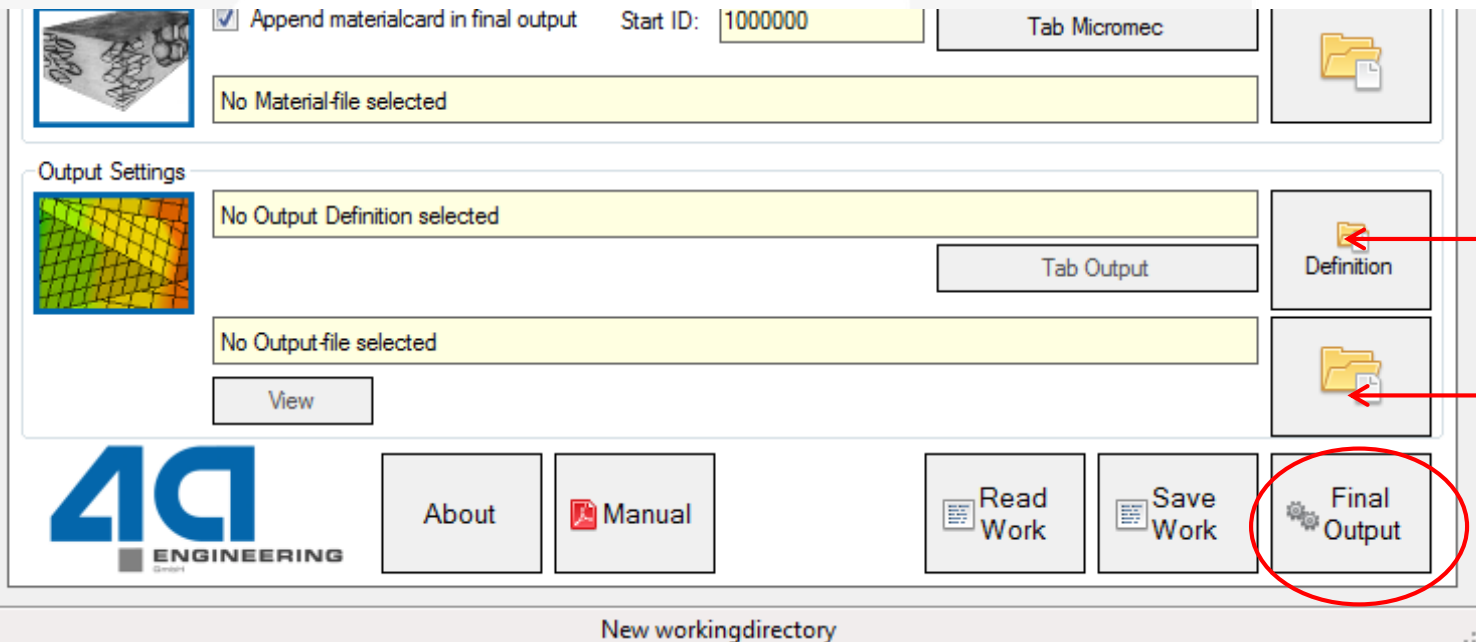 Append materialcard in final output
Start ID:
1000000
Tab Micromec
No Material-file selected
Output Settings
No Output Definition selected
Tab Output
Definition
No Output-file selected
View
4a
ENGINEERING
GmbH
About
Manual
Read
Work
Save
Work
Final
Output
New workingdirectory